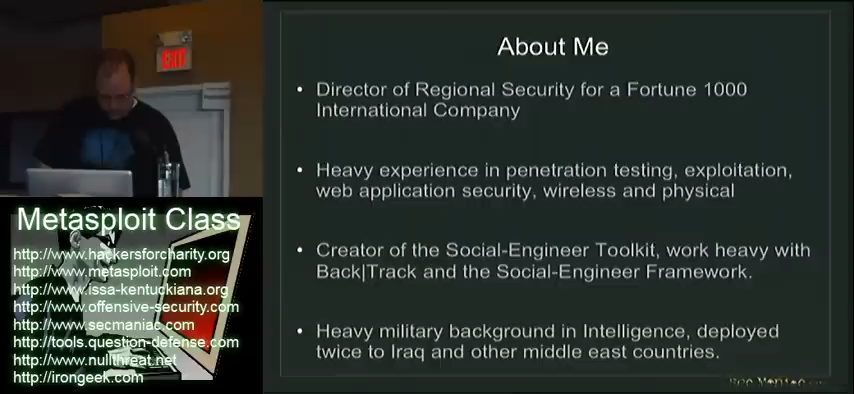 EXIT
Metasploit Class
http://www.hackersforcharity.org
http://www.metasploit.com
http://www.issa-kentuckiana.org
http://www.offensive-security.com
http://www.secmaniac.com
http://tools.question-defense.com
http://www.nullthreat.net
http://irongeek.com
About Me
• Director of Regional Security for a Fortune 1000
International Company
• Heavy experience in penetration testing, exploitation,
web application security, wireless and physical
• Creator of the Social-Engineer Toolkit, work heavy with
Back|Track and the Social-Engineer Framework.
• Heavy military background in Intelligence, deployed
twice to Iraq and other middle east countries.